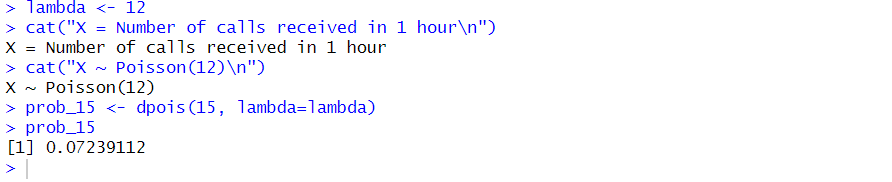 > lambda <- 12
> cat("X = Number of calls received in 1 hour\n")
X = Number of calls received in 1 hour
> cat("X ~ Poisson(12)\n")
X ~ Poisson(12)
> prob_15 <- dpois(15, lambda=lambda)
> prob_15
[1] 0.07239112
>